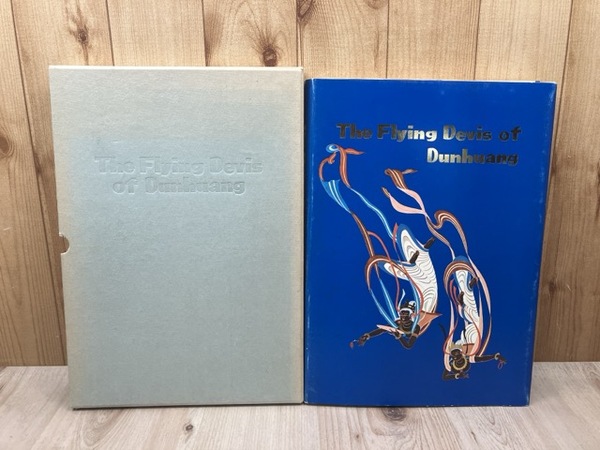 The Flying Devis
of Dunhuang
The Flying Devis of
Dunhuang